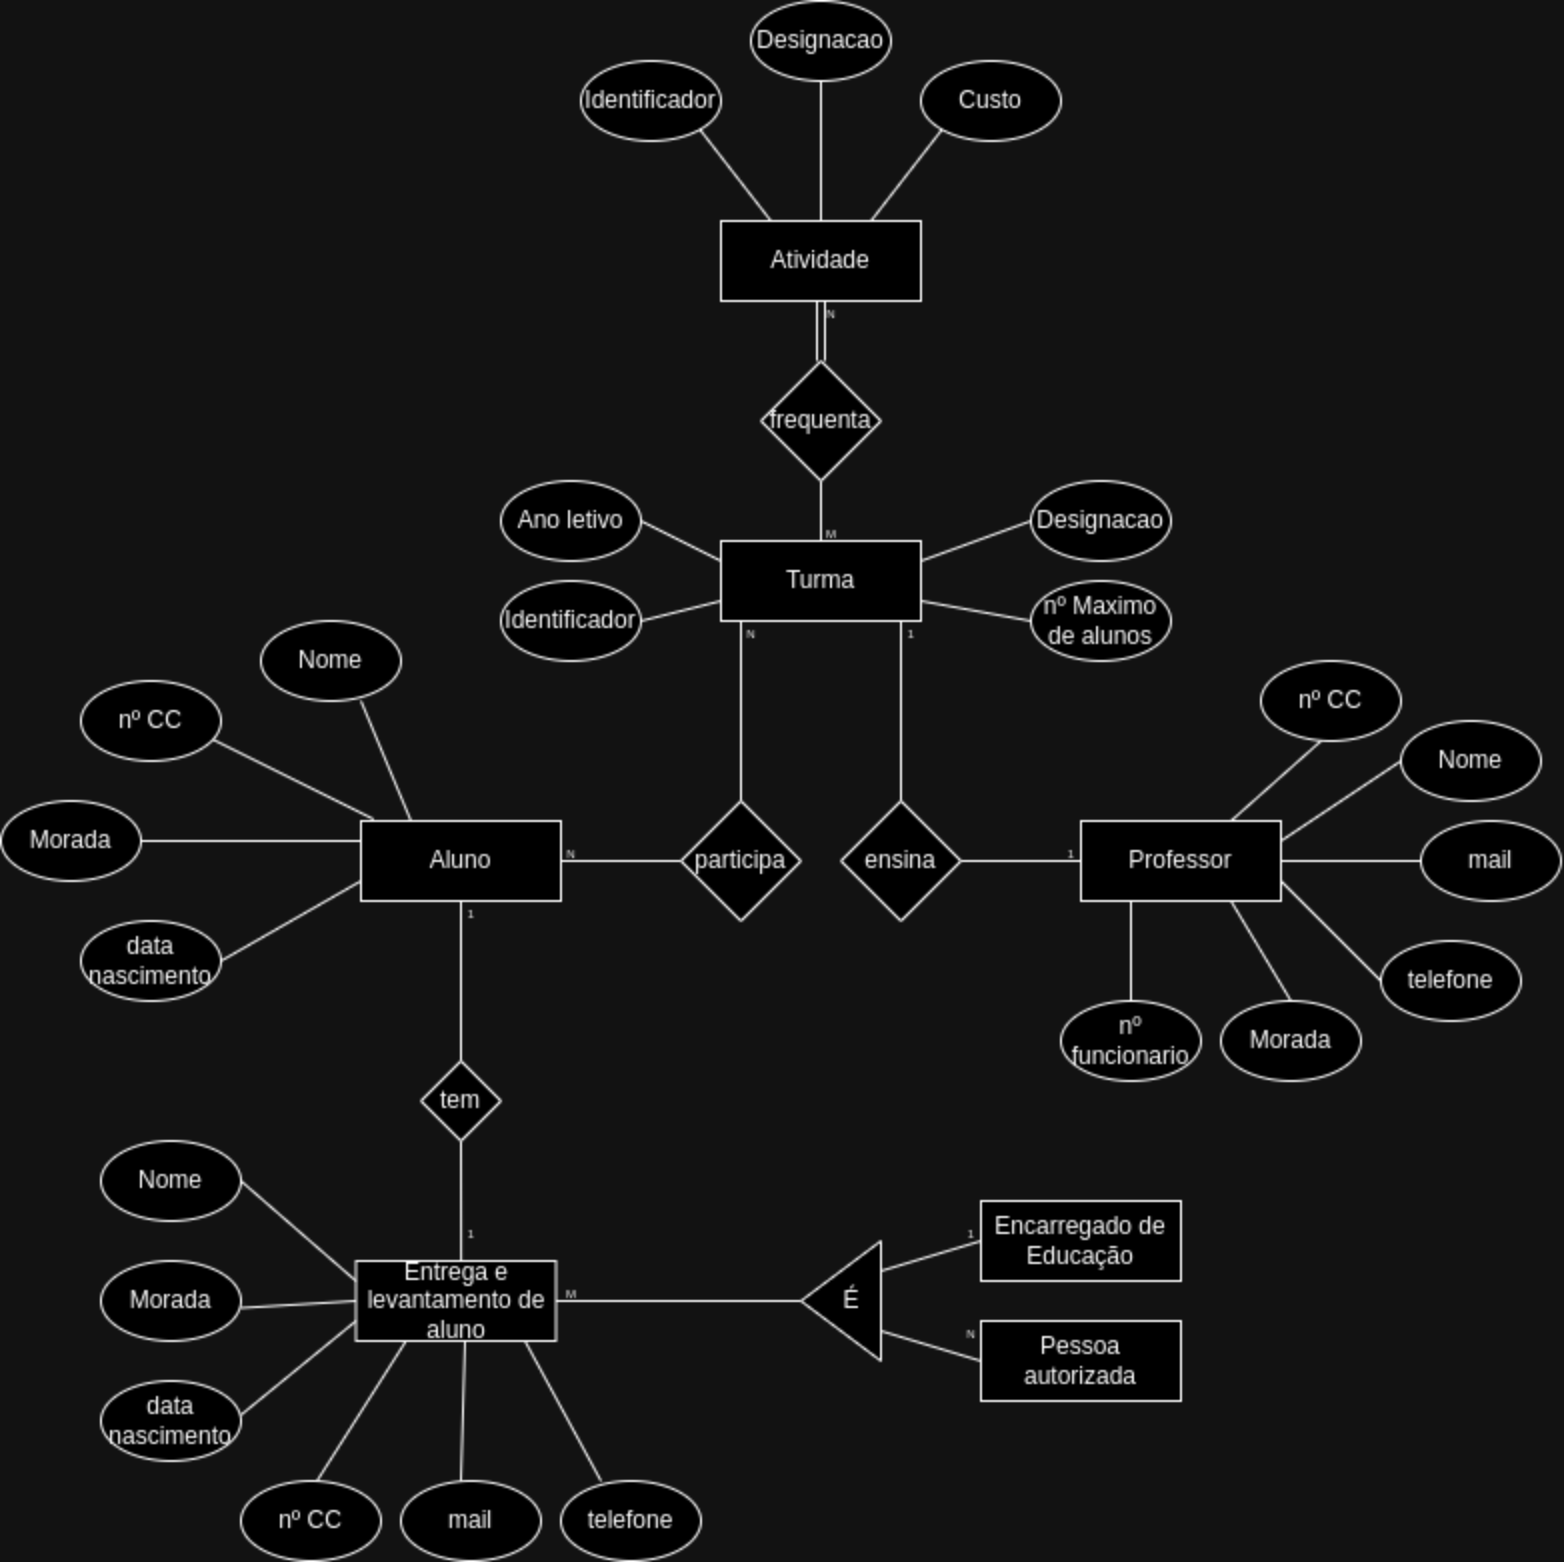 Designacao
Identificador
Custo
Atividade
N
frequenta
M
Ano letivo
Designacao
Turma
Identificador
nº Maximo
de alunos
N
1
Nome
nº CC
nº CC
Nome
Morada
Aluno
N
participa
ensina
1
Professor
mail
1
data
nascimento
telefone
nº
funcionario
Morada
tem
Nome
1
Encarregado de
Educação
1
Morada
Entrega e
levantamento de
aluno
M
É
N
Pessoa
autorizada
data
nascimento
nº CC
mail
telefone